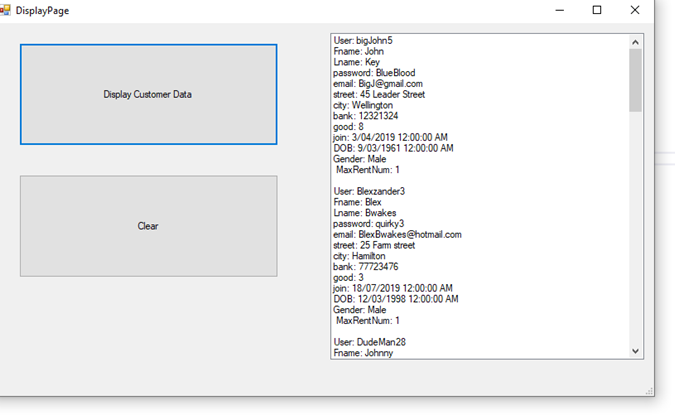 DisplayPage
Display Customer Data
Clear
User: bigJohn5
Fname: John
Lname: Key
password: BlueBlood
email: BigJ@gmail.com
street: 45 Leader Street
city: Wellington
bank: 12321324
good: 8
join: 3/04/2019 12:00:00 AM
DOB: 9/03/1961 12:00:00 AM
Gender: Male
MaxRentNum: 1
User: Blexzander3
Fname: Blex
Lname: Bwakes
password: quirky3
email: BlexBwakes@hotmail.com
street: 25 Farm street
city: Hamilton
bank: 77723476
good: 3
join: 18/07/2019 12:00:00 AM
DOB: 12/03/1998 12:00:00 AM
Gender: Male
MaxRentNum: 1
User: DudeMan28
Fname: Johnny